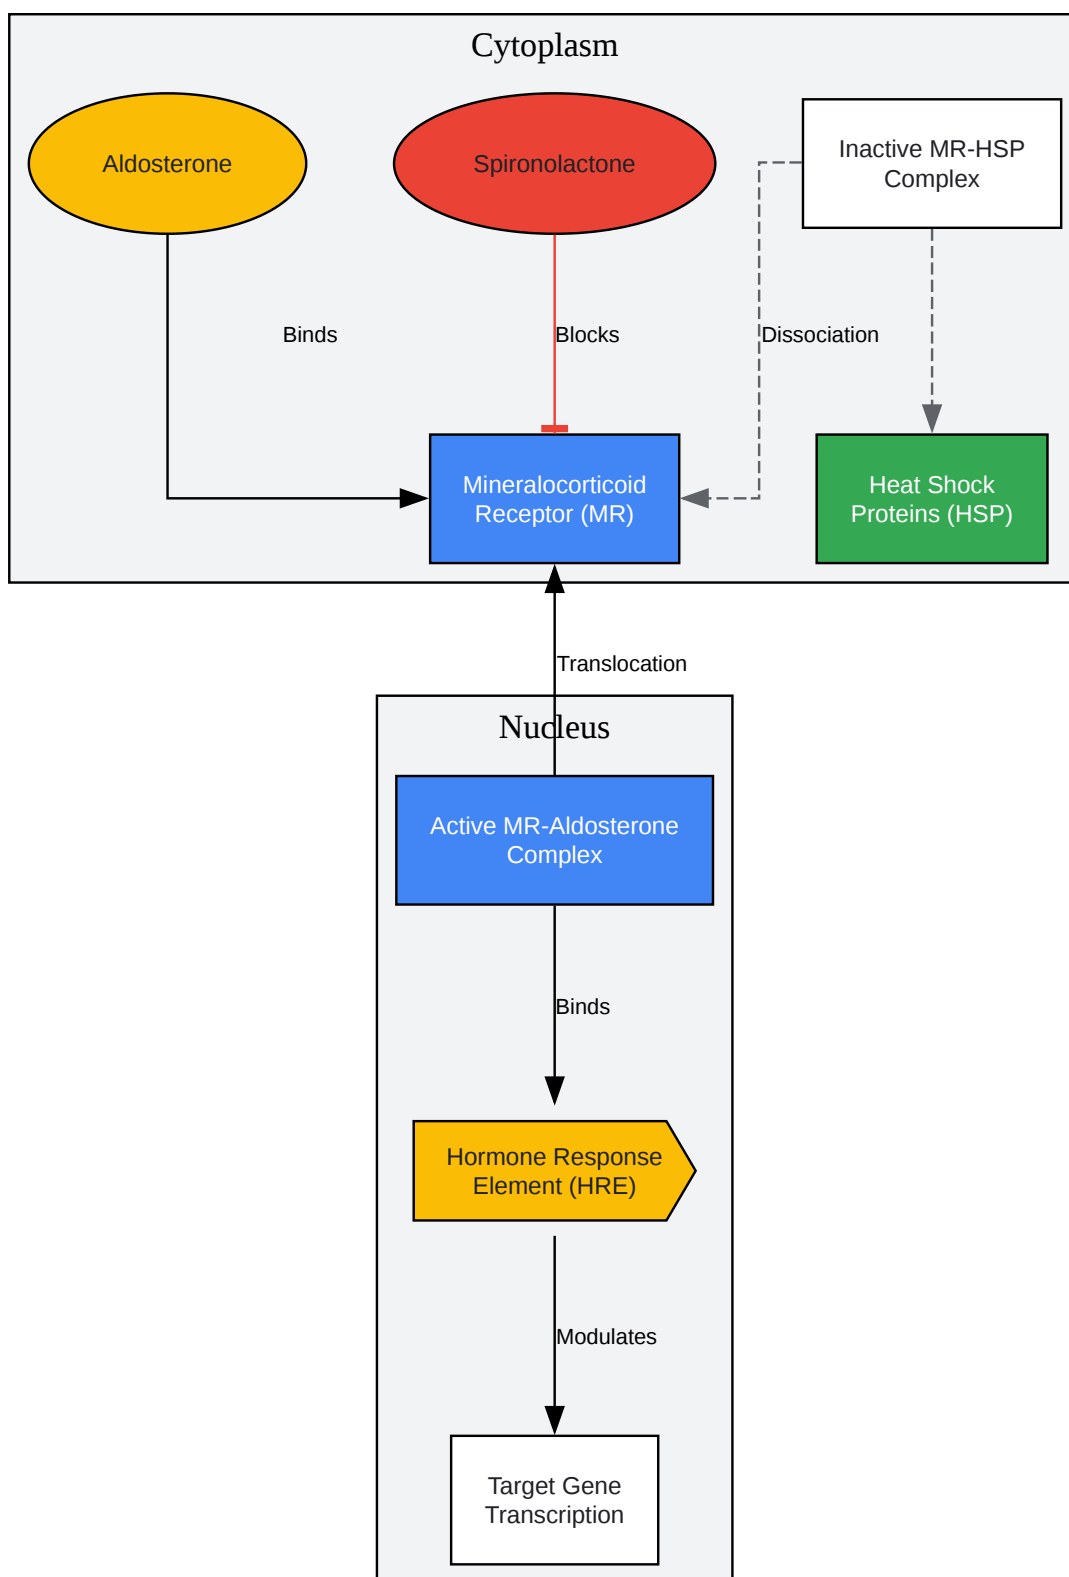 Cytoplasm
Aldosterone
Spironolactone
Inactive MR-HSP
Complex
Binds
Blocks
Dissociation
Mineralocorticoid
Receptor (MR)
Heat Shock
Proteins (HSP)
Translocation
Nucleus
Active MR-Aldosterone
Complex
Binds
Hormone Response
Element (HRE)
Modulates
Target Gene
Transcription